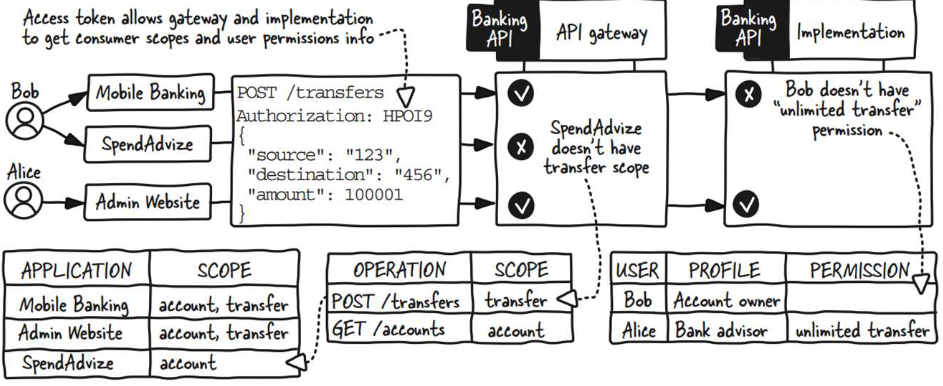 Access token allows gateway and implementation
to get consumer scopes and user permissions info
Banking
API
API gateway
Banking
API
Implementation
Bob
Mobile Banking
SpendAdvize
Alice
Admin Website
POST /transfers
Authorization: HPOI9
{
"source": "123",
"destination": "456",
"amount": 100001
}
SpendAdvize
doesn't have
transfer scope
Bob doesn't have
"unlimited transfer"
permission
APPLICATION SCOPE
Mobile Banking account, transfer
Admin Website account, transfer
SpendAdvize account
OPERATION SCOPE
POST /transfers transfer
GET /accounts account
USER PROFILE PERMISSION
Bob Account owner
Alice Bank advisor unlimited transfer